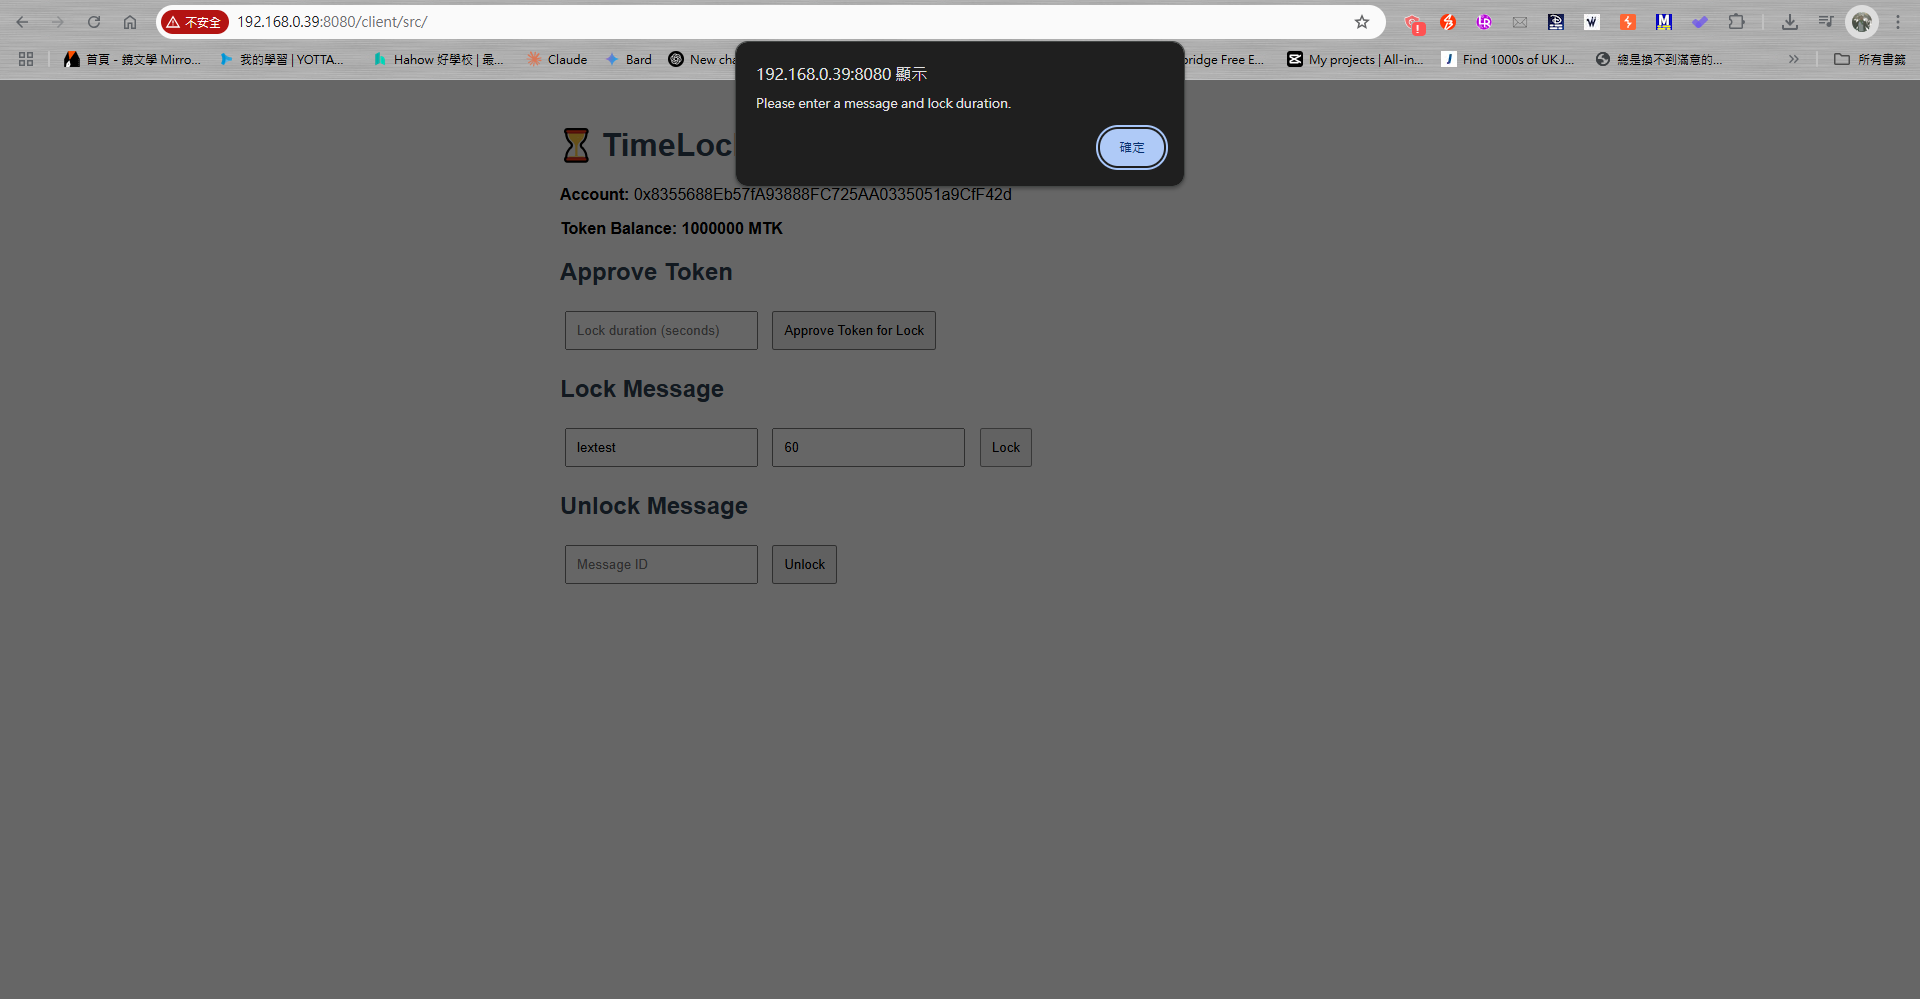 不安全 192.168.0.39:8080/client/src/
首頁 - 鏡文學 Mirro... 我的學習 | YOTTA... Hahow 好學校 | 最... Claude Bard New cha bridge Free E... My projects | All-in... Find 1000s of UK J... 總是換不到滿意的... 所有書籤
192.168.0.39:8080 顯示
Please enter a message and lock duration.
確定
TimeLoc
Account: 0x8355688Eb57fA93888FC725AA0335051a9CfF42d
Token Balance: 1000000 MTK
Approve Token
Lock duration (seconds) Approve Token for Lock
Lock Message
lextest 60 Lock
Unlock Message
Message ID Unlock